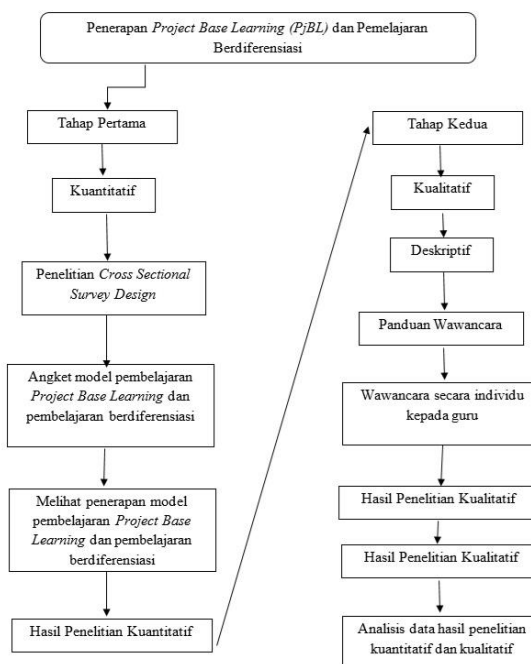 Penerapan Project Base Learning (PjBL) dan Pemelajaran
Berdiferensiasi
Tahap Pertama
Kuantitatif
Penelitian Cross Sectional
Survey Design
Angket model pembelajaran
Project Base Learning dan
pembelajaran berdiferensiasi
Melihat penerapan model
pembelajaran Project Base
Learning dan pembelajaran
berdiferensiasi
Hasil Penelitian Kuantitatif
Tahap Kedua
Kualitatif
Deskriptif
Panduan Wawancara
Wawancara secara individu
kepada guru
Hasil Penelitian Kualitatif
Hasil Penelitian Kualitatif
Analisis data hasil penelitian
kuantitatif dan kualitatif